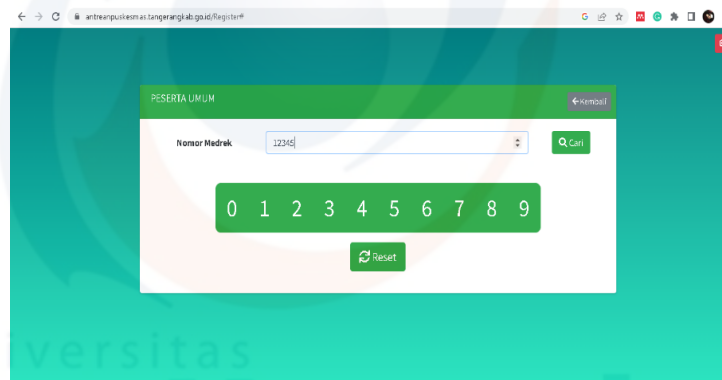 antreanpuskesmas.tangerangkab.go.id/Register#
PESERTA UMUM
Kembali
Nomor Medrek 12345 Cari
0 1 2 3 4 5 6 7 8 9
Reset
iversitas